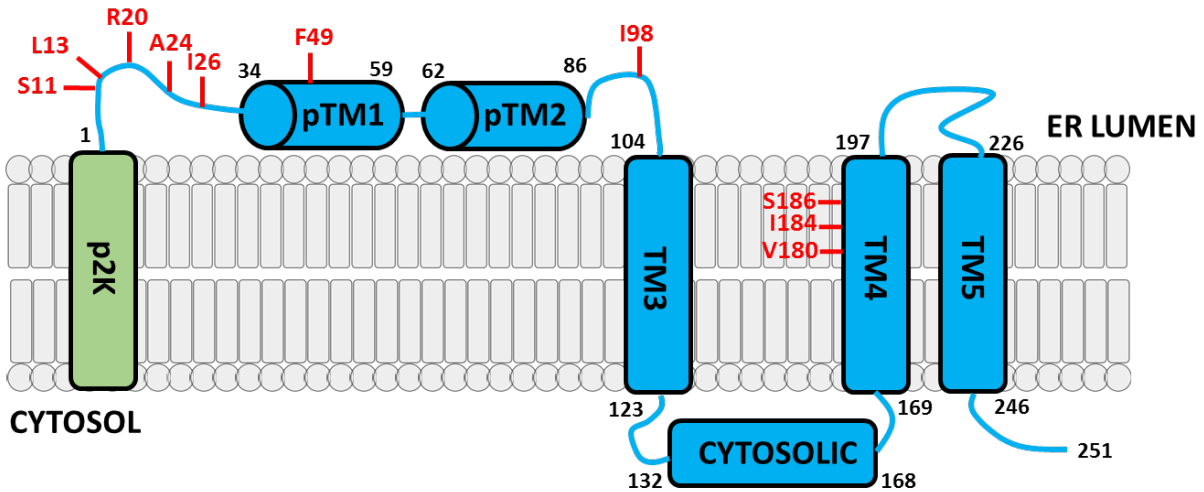 R20
L13
A24
I26
F49
I98
S11
34
59
62
86
pTM1
pTM2
1
104
197
226
ER LUMEN
S186
I184
V180
p2K
TM3
TM4
TM5
CYTOSOL
123
169
246
CYTOSOLIC
251
132
168